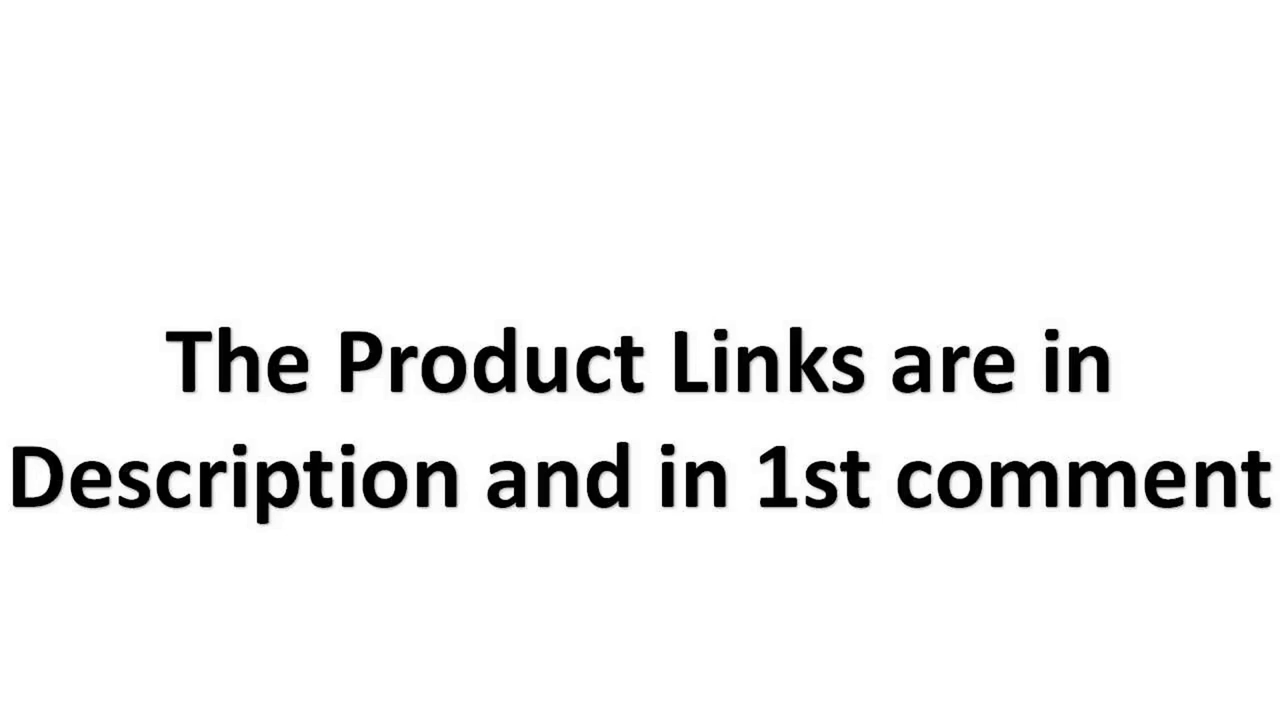 The Product Links are in
Description and in 1st comment